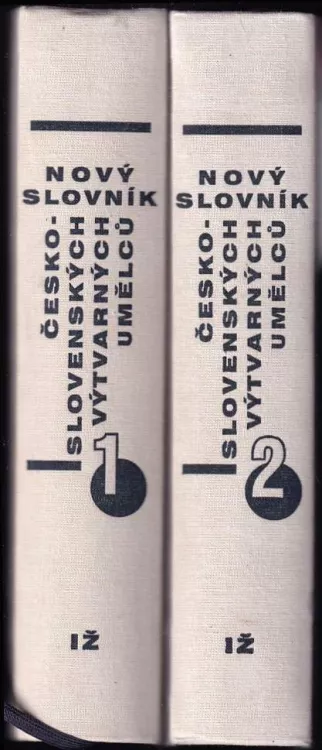 NOVÝ
SLOVNÍK
ČESKO-
SLOVENSKÝCH
VÝTVARNÝCH
UMĚLCŮ
1
IŽ
NOVÝ
SLOVNÍK
ČESKO-
SLOVENSKÝCH
VÝTVARNÝCH
UMĚLCŮ
2
IŽ